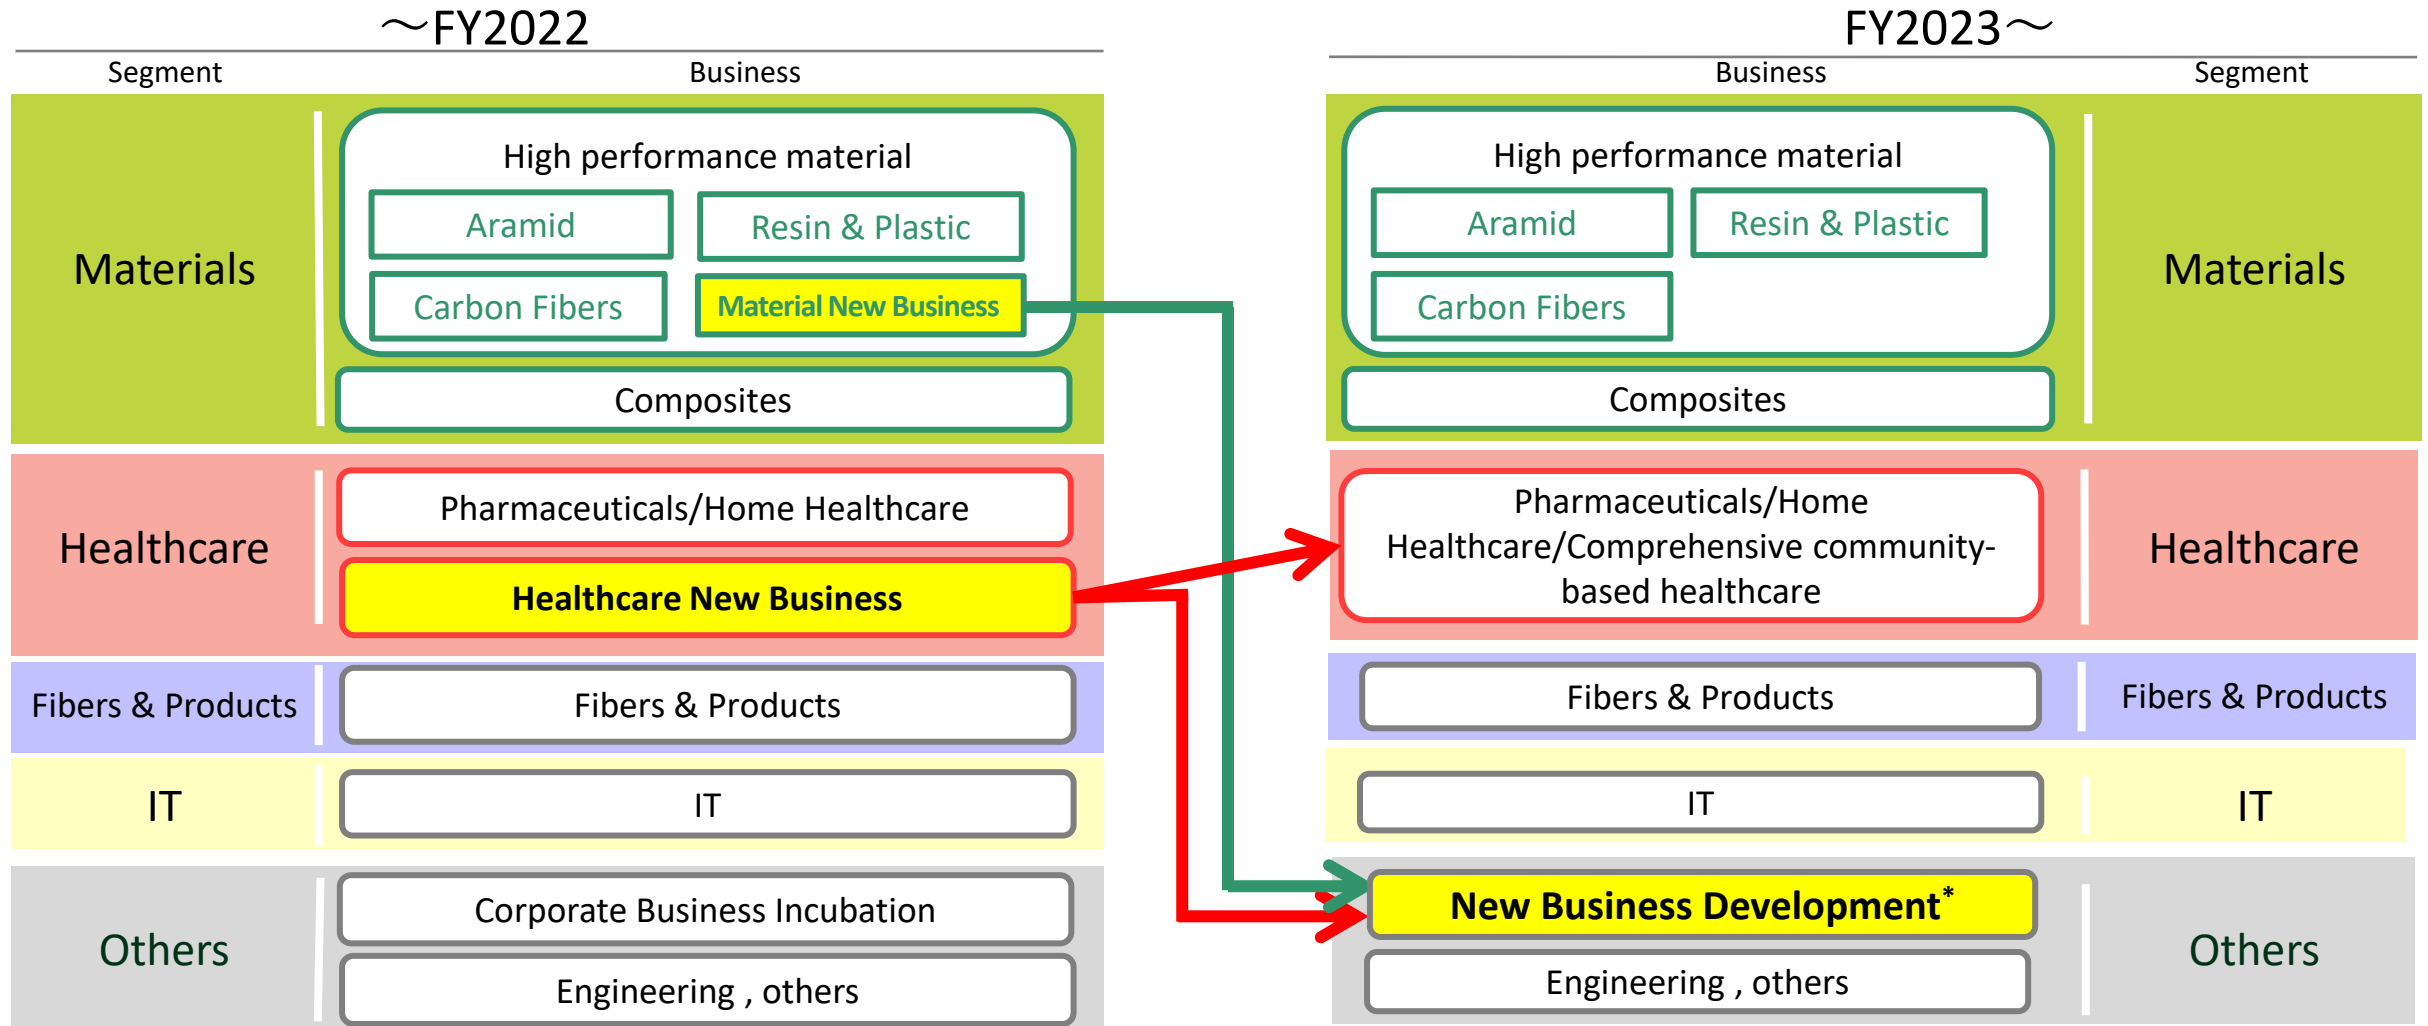 ～FY2022
Segment
Business
Materials
High performance material
Aramid
Resin & Plastic
Carbon Fibers
Material New Business
Composites
Healthcare
Pharmaceuticals/Home Healthcare
Healthcare New Business
Fibers & Products
Fibers & Products
IT
IT
Others
Corporate Business Incubation
Engineering , others
FY2023～
Business
Segment
High performance material
Aramid
Resin & Plastic
Carbon Fibers
Composites
Materials
Pharmaceuticals/Home
Healthcare/Comprehensive community-
based healthcare
Healthcare
Fibers & Products
Fibers & Products
IT
IT
New Business Development*
Engineering , others
Others